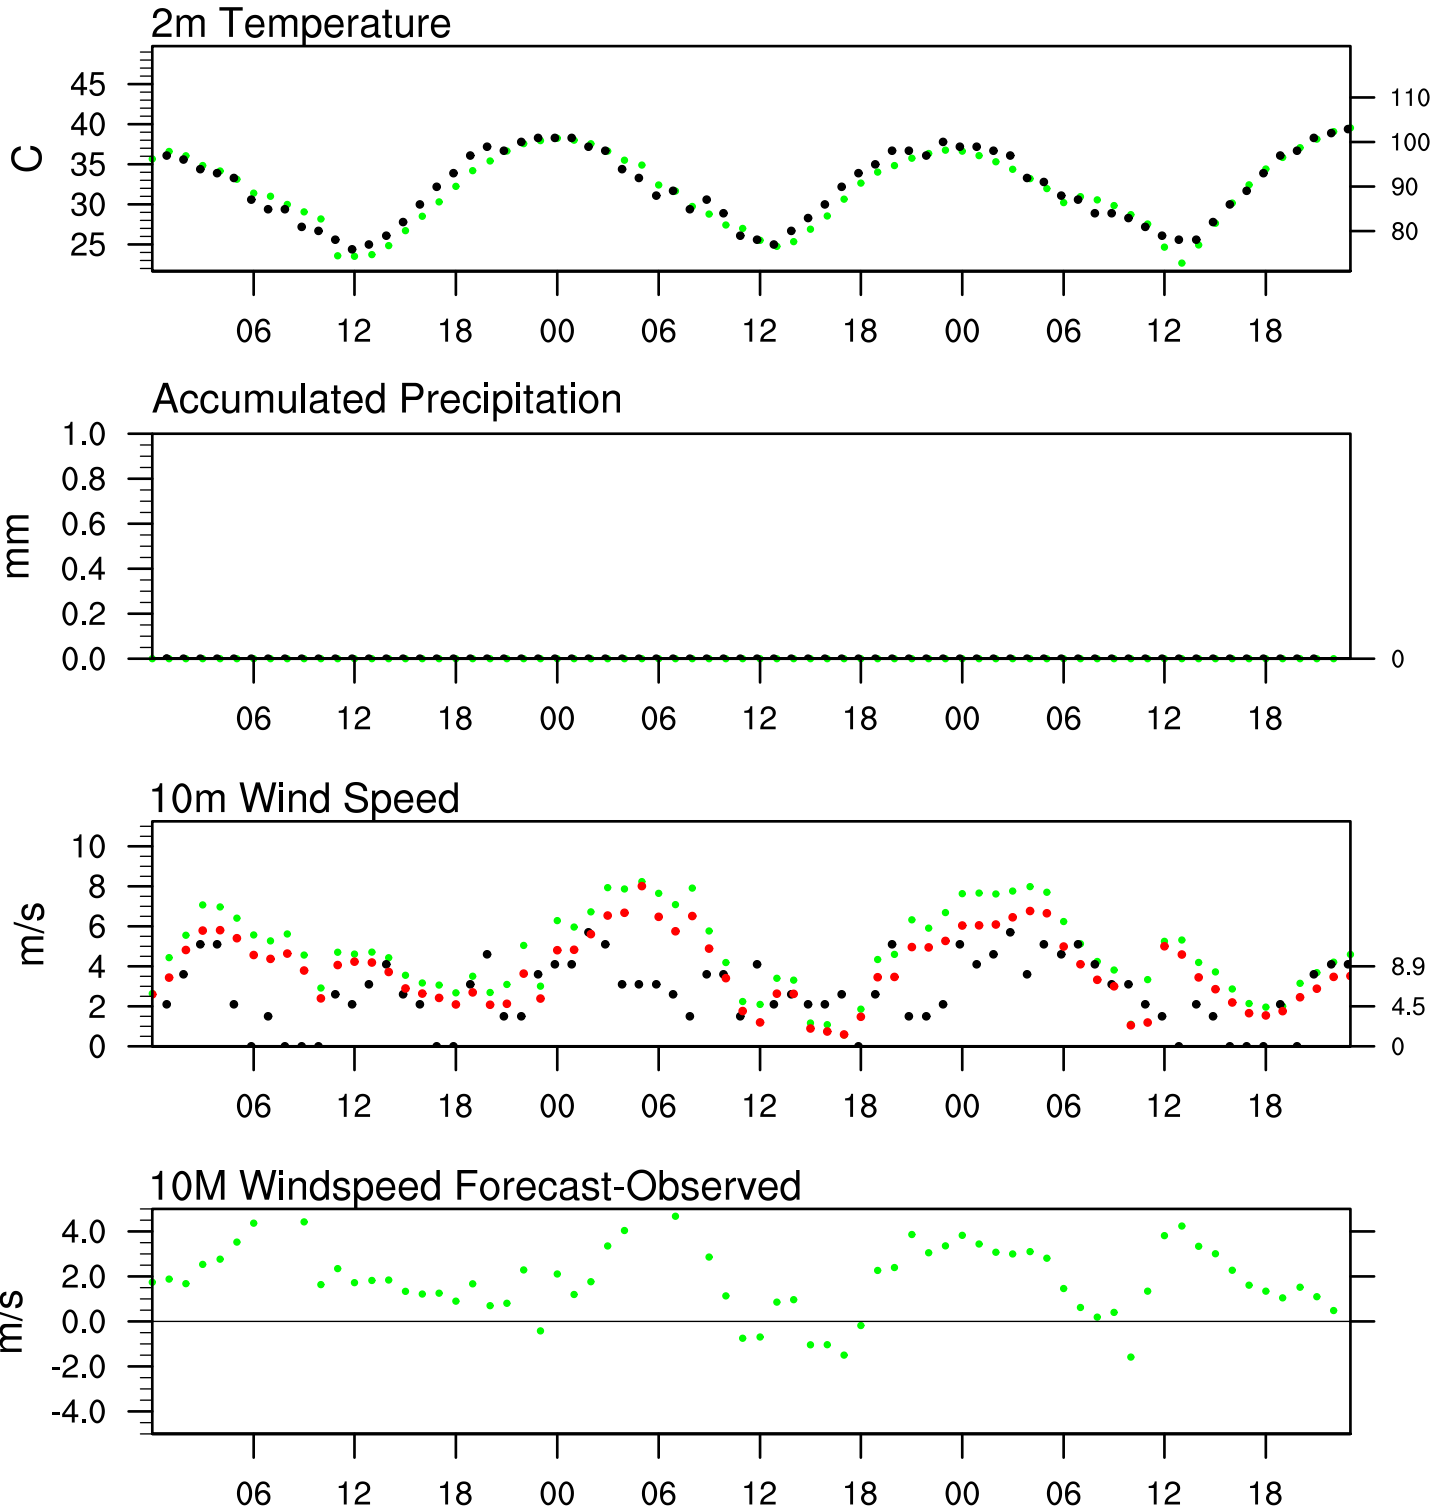 2m Temperature
45
40
35
30
25
C
110
100
90
80
06 12 18 00 06 12 18 00 06 12 18
Accumulated Precipitation
1.0
0.8
0.6
0.4
0.2
0.0
mm
0
06 12 18 00 06 12 18 00 06 12 18
10m Wind Speed
10
8
6
4
2
0
m/s
8.9
4.5
0
06 12 18 00 06 12 18 00 06 12 18
10M Windspeed Forecast-Observed
4.0
2.0
0.0
-2.0
-4.0
m/s
06 12 18 00 06 12 18 00 06 12 18